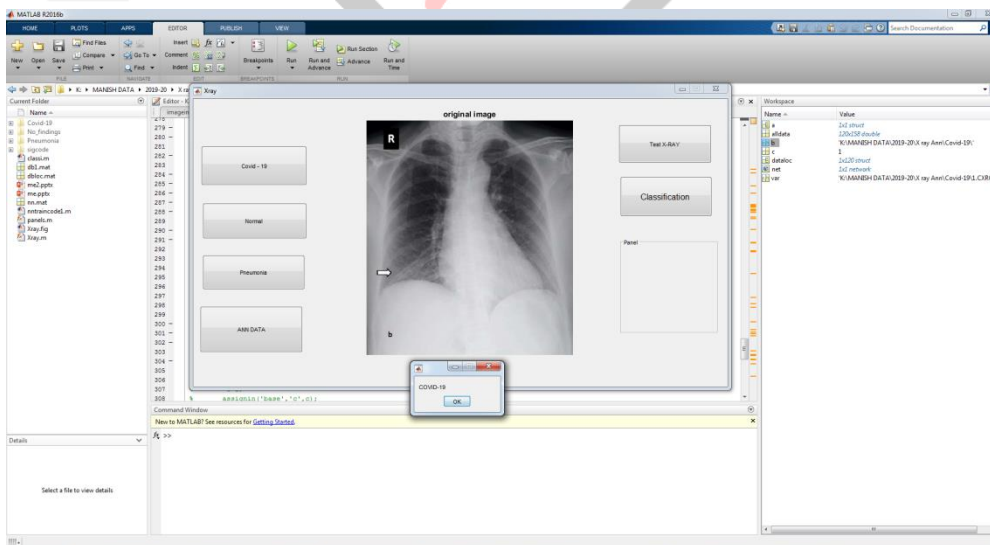 MATLAB R2016b
HOME PLOTS APPS EDITOR PUBLISH VIEW
Search Documentation
New Open Save Find Files Compare Print Go To Find Insert Comment Indent Breakpoints Run Run and Advance Run Section Advance Run and Time
FILE NAVIGATE EDIT BREAKPOINTS RUN
K: MANISH DATA 2019-20
Current Folder
Name
Covid-19
No_findings
Pneumonia
sigcode
classi.m
db1.mat
dbloc.mat
me2.pptx
me.pptx
nn.mat
nntraincode1.m
panels.m
Xray.fig
Xray.m
Details
Select a file to view details
279
280
281
282
283
284
285
286
287
288
289
290
291
292
293
294
295
296
297
298
299
300
301
302
303
304
305
306
307
308 % assignin('base','c',c);
Xray
original image
Covid - 19
Normal
Pneumonia
ANN DATA
R
b
Test X-RAY
Classification
Panel
COVID-19
OK
Command Window
New to MATLAB? See resources for Getting Started.
fx >>
Workspace
Name Value
a 1x1 struct
alldata 120x158 double
b 'K:\MANISH DATA\2019-20\X ray Ann\Covid-19\'
c 1
dataloc 1x120 struct
net 1x1 network
var 'K:\MANISH DATA\2019-20\X ray Ann\Covid-19\1.CXR(